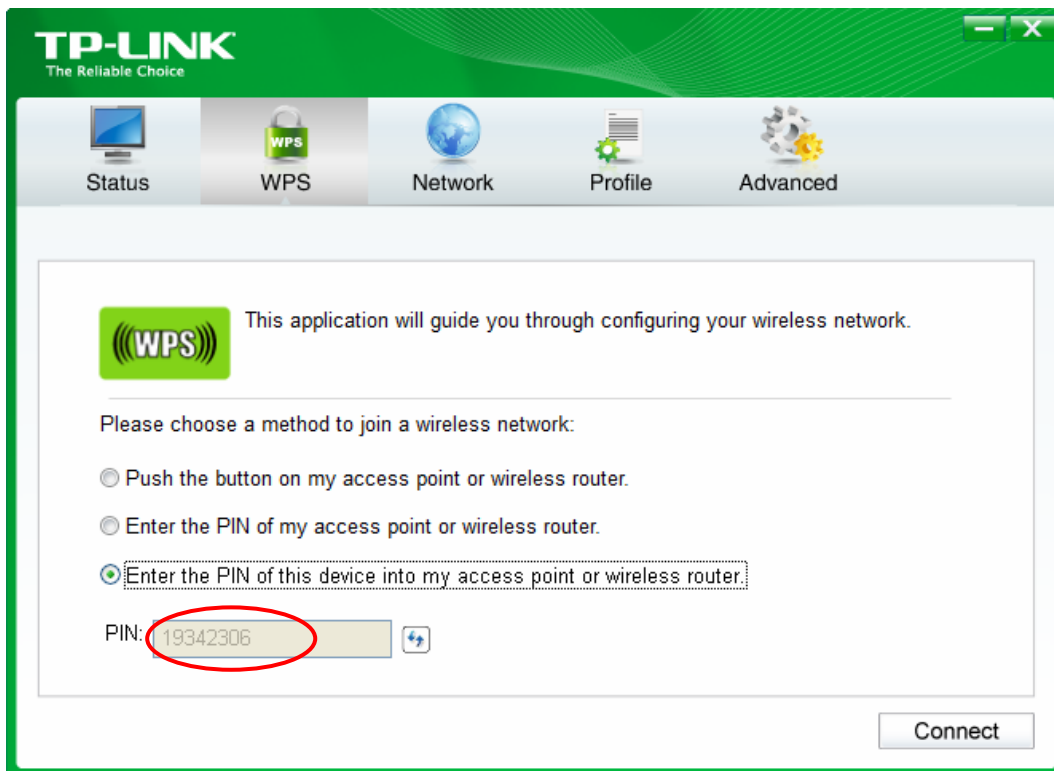 TP-LINK
The Reliable Choice
Status WPS WPS Network Profile Advanced
(((WPS))) This application will guide you through configuring your wireless network.
Please choose a method to join a wireless network:
Push the button on my access point or wireless router.
Enter the PIN of my access point or wireless router.
Enter the PIN of this device into my access point or wireless router.
PIN: 19342306
Connect